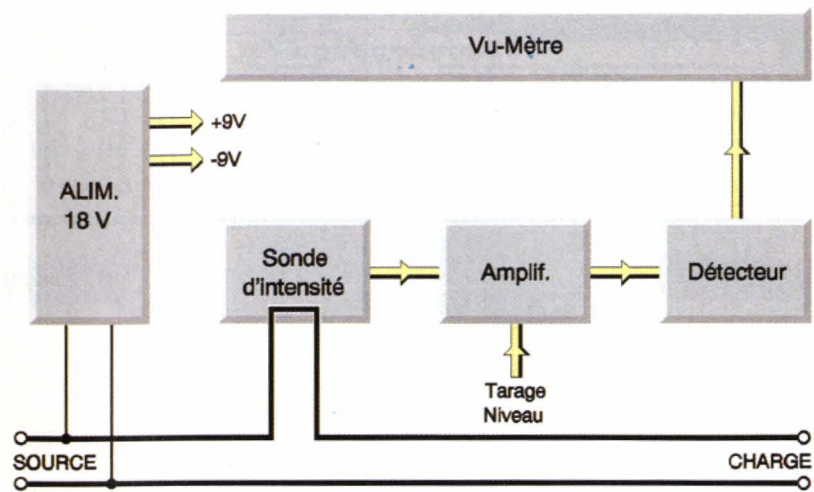 Vu-Mètre
+9V
-9V
ALIM.
18 V
Sonde
d'intensité
Amplif.
Détecteur
Tarage
Niveau
SOURCE
CHARGE